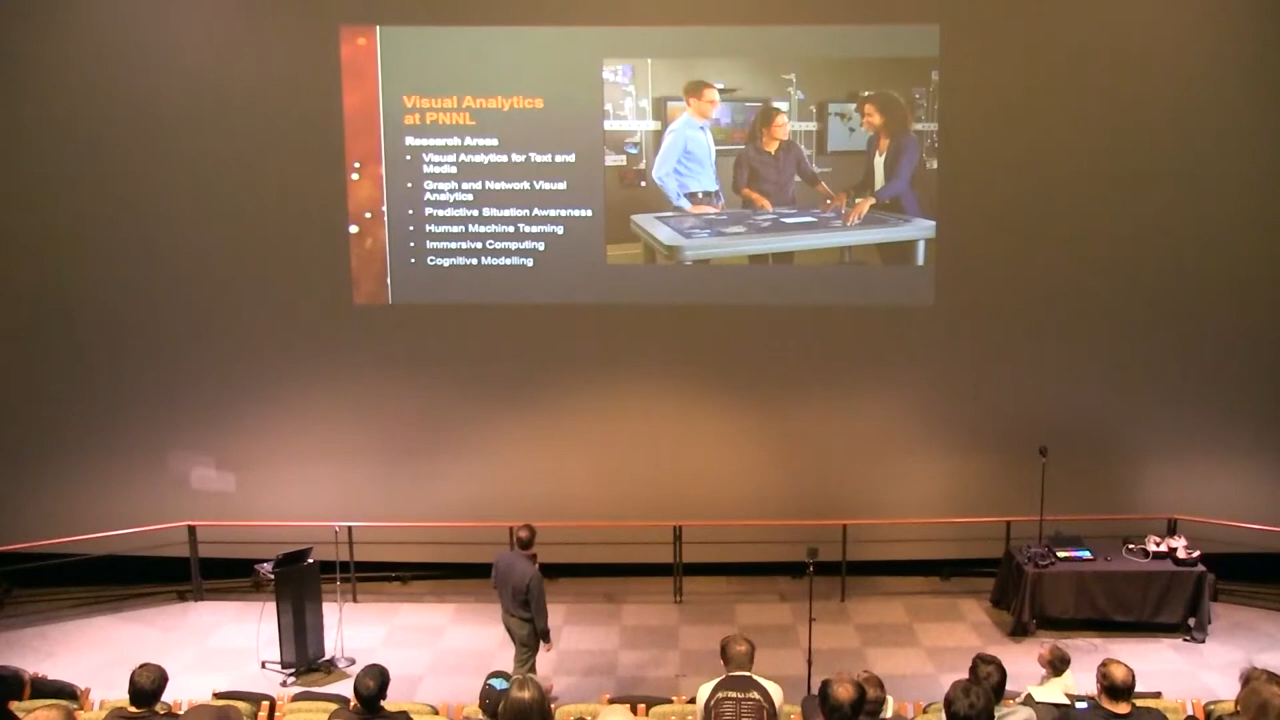 Visual Analytics
at PNNL
Research Areas
• Visual Analytics for Text and
Media
• Graph and Network Visual
Analytics
• Predictive Situation Awareness
• Human Machine Teaming
• Immersive Computing
• Cognitive Modelling